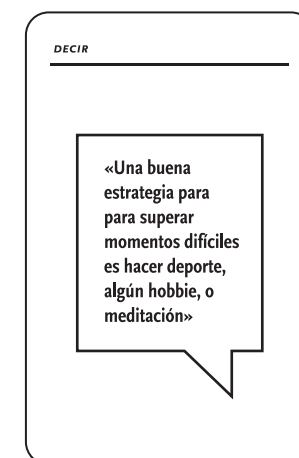 DECIR
«Una buena
estrategia para
para superar
momentos difíciles
es hacer deporte,
algún hobbie, o
meditación»